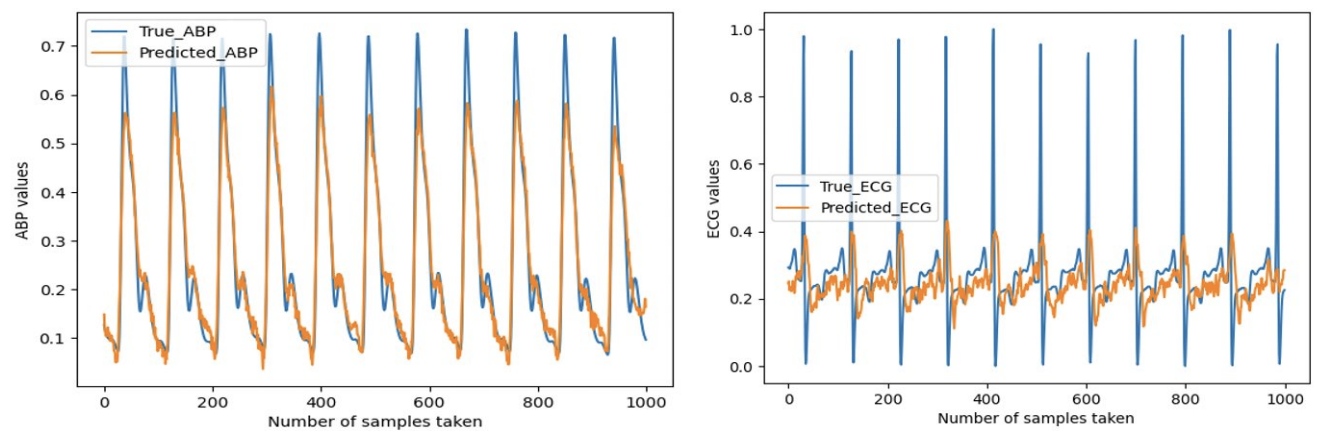 True_ABP
Predicted_ABP
0.7
0.6
0.5
0.4
0.3
0.2
0.1
ABP values
0 200 400 600 800 1000
Number of samples taken
True_ECG
Predicted_ECG
1.0
0.8
0.6
0.4
0.2
0.0
ECG values
0 200 400 600 800 1000
Number of samples taken